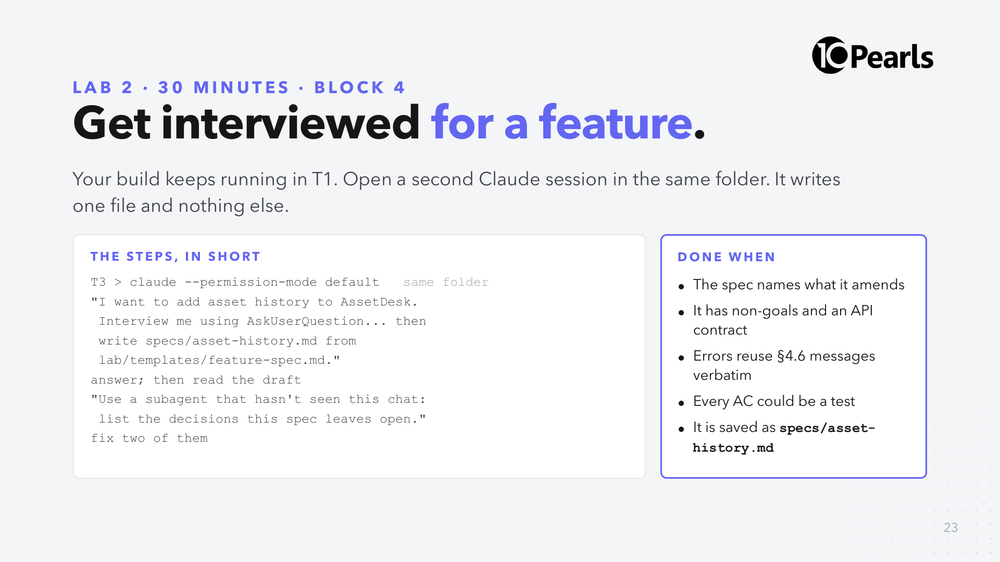 10Pearls
LAB 2 · 30 MINUTES · BLOCK 4
Get interviewed for a feature.
Your build keeps running in T1. Open a second Claude session in the same folder. It writes
one file and nothing else.
THE STEPS, IN SHORT
T3 > claude --permission-mode default   same folder
"I want to add asset history to AssetDesk.
 Interview me using AskUserQuestion... then
 write specs/asset-history.md from
 lab/templates/feature-spec.md."
answer; then read the draft
"Use a subagent that hasn't seen this chat:
 list the decisions this spec leaves open."
fix two of them
DONE WHEN
• The spec names what it amends
• It has non-goals and an API
contract
• Errors reuse §4.6 messages
verbatim
• Every AC could be a test
• It is saved as specs/asset-
history.md
23